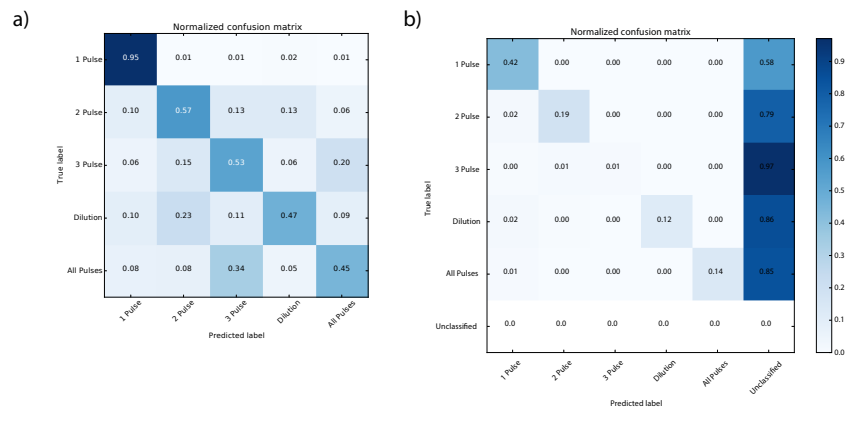 a)
Normalized confusion matrix
True label
1 Pulse 0.95 0.01 0.01 0.02 0.01
2 Pulse 0.10 0.57 0.13 0.13 0.06
3 Pulse 0.06 0.15 0.53 0.06 0.20
Dilution 0.10 0.23 0.11 0.47 0.09
All Pulses 0.08 0.08 0.34 0.05 0.45
1 Pulse 2 Pulse 3 Pulse Dilution All Pulses
Predicted label
b)
Normalized confusion matrix
True label
1 Pulse 0.42 0.00 0.00 0.00 0.00 0.58
2 Pulse 0.02 0.19 0.00 0.00 0.00 0.79
3 Pulse 0.00 0.01 0.01 0.00 0.00 0.97
Dilution 0.02 0.00 0.00 0.12 0.00 0.86
All Pulses 0.01 0.00 0.00 0.00 0.14 0.85
Unclassified 0.0 0.0 0.0 0.0 0.0 0.0
1 Pulse 2 Pulse 3 Pulse Dilution All Pulses Unclassified
Predicted label
0.9
0.8
0.7
0.6
0.5
0.4
0.3
0.2
0.1
0.0